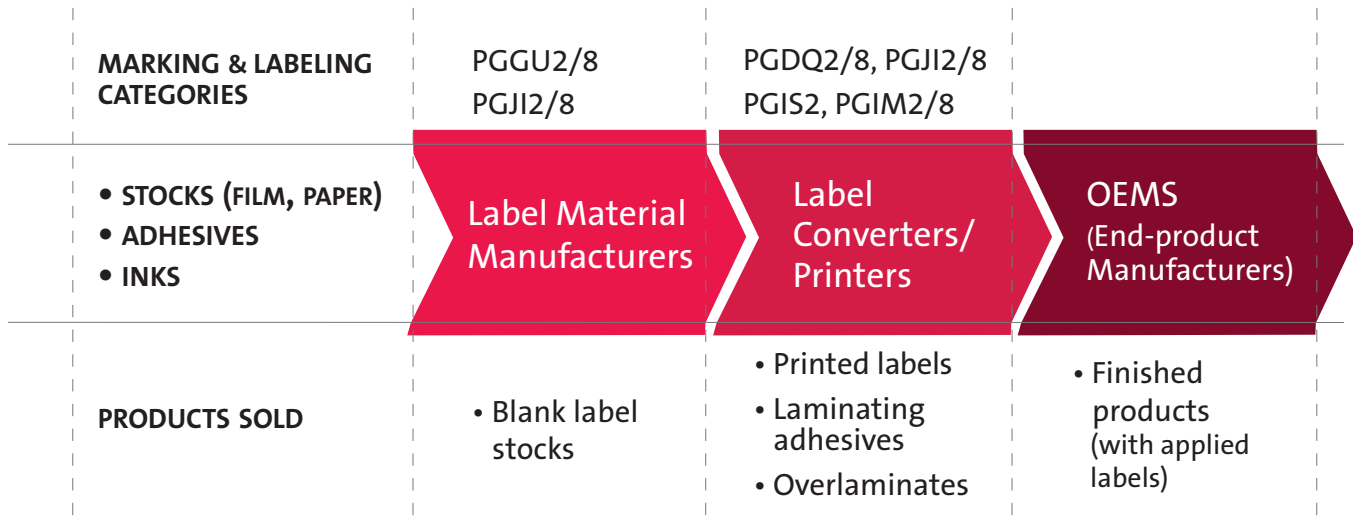 MARKING & LABELING
CATEGORIES
PGGU2/8
PGJI2/8
PGDQ2/8, PGJI2/8
PGIS2, PGIM2/8
• STOCKS (FILM, PAPER)
• ADHESIVES
• INKS
Label Material
Manufacturers
Label
Converters/
Printers
OEMS
(End-product
Manufacturers)
PRODUCTS SOLD
• Blank label
stocks
• Printed labels
• Laminating
adhesives
• Overlaminates
• Finished
products
(with applied
labels)